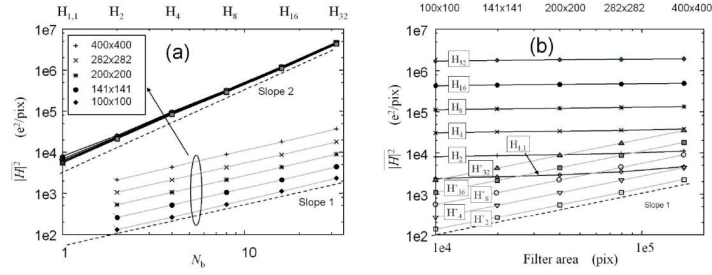 H1,1 H2 H4 H8 H16 H32
(a)
400x400
282x282
200x200
141x141
100x100
Slope 2
Slope 1
|H|² (e²/pix)
1e7
1e6
1e5
1e4
1e3
1e2
1 10
Nb
100x100 141x141 200x200 282x282 400x400
(b)
H32
H16
H8
H4
H2
H1,1
H-32
H-16
H-8
H-4
H-2
Slope 1
|H|² (e²/pix)
1e7
1e6
1e5
1e4
1e3
1e2
1e4 1e5
Filter area (pix)